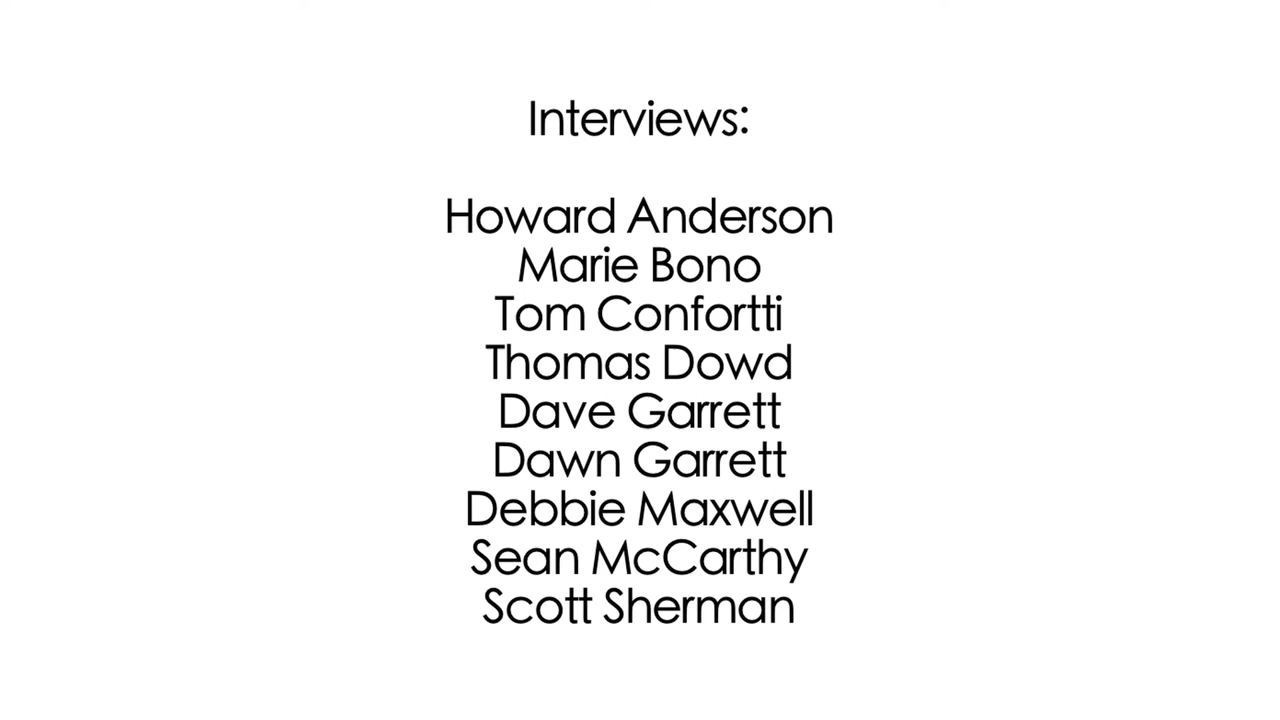 Interviews:
Howard Anderson
Marie Bono
Tom Confortti
Thomas Dowd
Dave Garrett
Dawn Garrett
Debbie Maxwell
Sean McCarthy
Scott Sherman